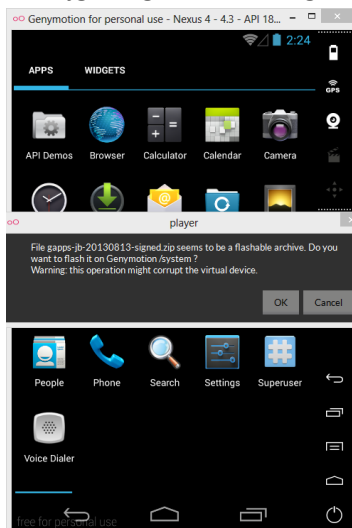 Genymotion for personal use - Nexus 4 - 4.3 - API 18...
2:24
APPS WIDGETS
GPS
API Demos Browser Calculator Calendar Camera
player
File gapps-jb-20130813-signed.zip seems to be a flashable archive. Do you
want to flash it on Genymotion /system ?
Warning: this operation might corrupt the virtual device.
OK Cancel
People Phone Search Settings Superuser
Voice Dialer
free for personal use